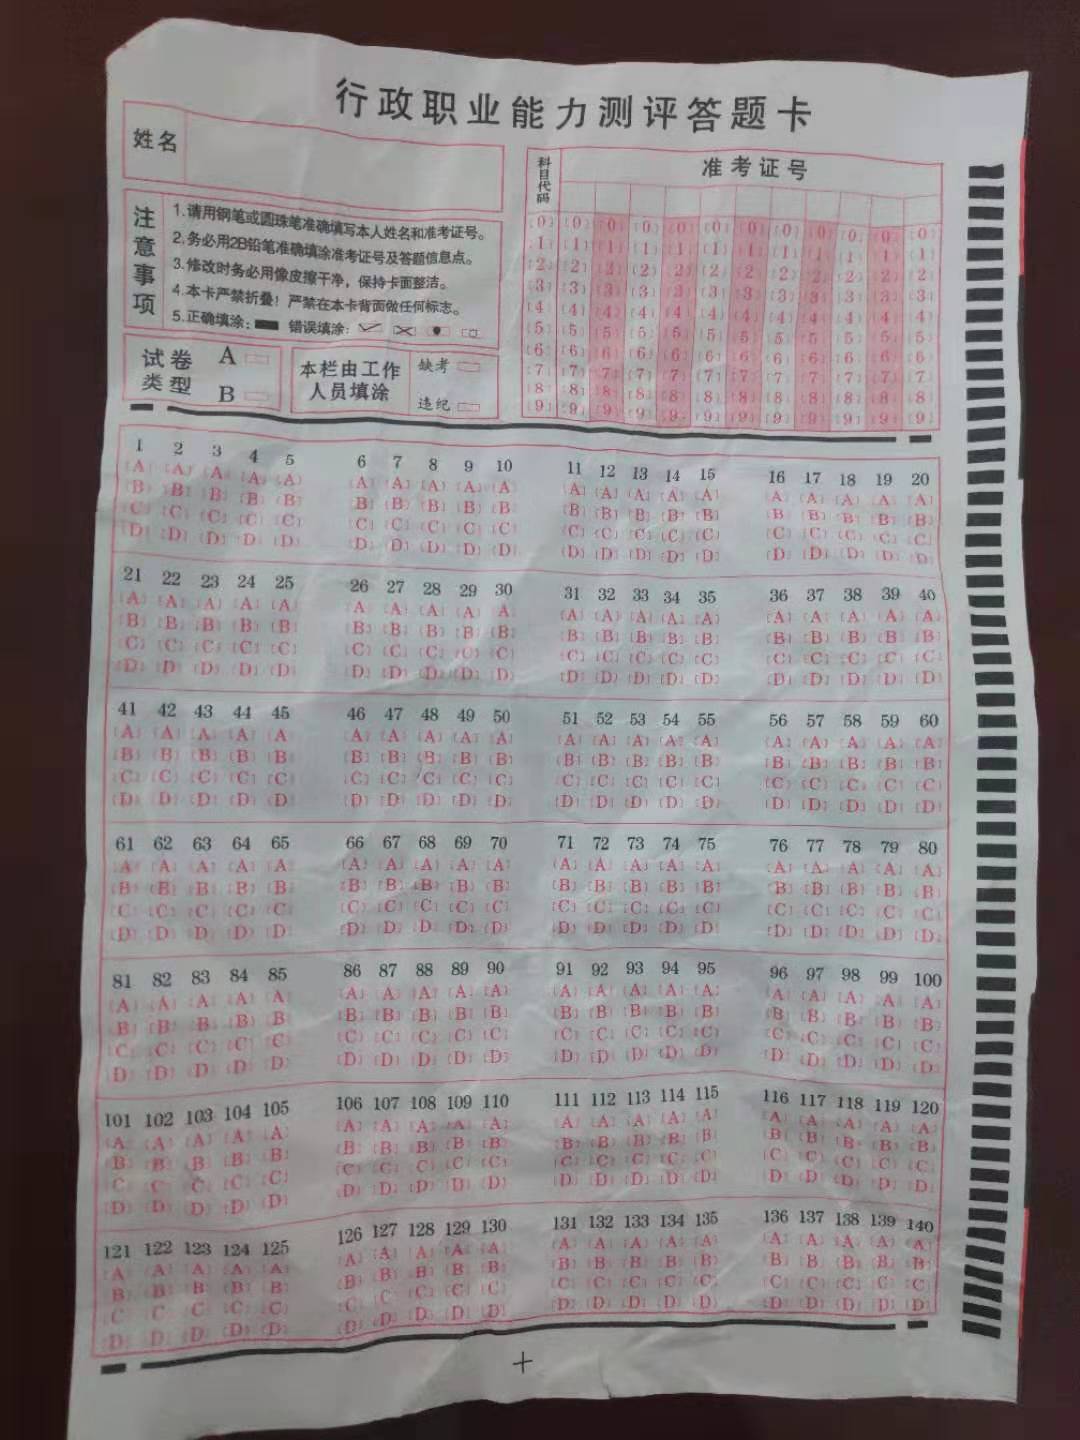 行政职业能力测评答题卡
姓名
注意事项
1.请用钢笔或圆珠笔准确填写本人姓名和准考证号。
2.务必用2B铅笔准确填涂准考证号及答题信息点。
3.修改时务必用像皮擦干净，保持卡面整洁。
4.本卡严禁折叠！严禁在本卡背面做任何标志。
5.正确填涂： 错误填涂：
试卷类型
A
B
本栏由工作
人员填涂
缺考
违纪
科目代码
准考证号
[0] [0] [0] [0] [0] [0] [0] [0] [0] [0] [0] [0]
[1] [1] [1] [1] [1] [1] [1] [1] [1] [1] [1] [1]
[2] [2] [2] [2] [2] [2] [2] [2] [2] [2] [2] [2]
[3] [3] [3] [3] [3] [3] [3] [3] [3] [3] [3] [3]
[4] [4] [4] [4] [4] [4] [4] [4] [4] [4] [4] [4]
[5] [5] [5] [5] [5] [5] [5] [5] [5] [5] [5] [5]
[6] [6] [6] [6] [6] [6] [6] [6] [6] [6] [6] [6]
[7] [7] [7] [7] [7] [7] [7] [7] [7] [7] [7] [7]
[8] [8] [8] [8] [8] [8] [8] [8] [8] [8] [8] [8]
[9] [9] [9] [9] [9] [9] [9] [9] [9] [9] [9] [9]
1 2 3 4 5 6 7 8 9 10 11 12 13 14 15 16 17 18 19 20
[A] [A] [A] [A] [A] [A] [A] [A] [A] [A] [A] [A] [A] [A] [A] [A] [A] [A] [A] [A]
[B] [B] [B] [B] [B] [B] [B] [B] [B] [B] [B] [B] [B] [B] [B] [B] [B] [B] [B] [B]
[C] [C] [C] [C] [C] [C] [C] [C] [C] [C] [C] [C] [C] [C] [C] [C] [C] [C] [C] [C]
[D] [D] [D] [D] [D] [D] [D] [D] [D] [D] [D] [D] [D] [D] [D] [D] [D] [D] [D] [D]
21 22 23 24 25 26 27 28 29 30 31 32 33 34 35 36 37 38 39 40
[A] [A] [A] [A] [A] [A] [A] [A] [A] [A] [A] [A] [A] [A] [A] [A] [A] [A] [A] [A]
[B] [B] [B] [B] [B] [B] [B] [B] [B] [B] [B] [B] [B] [B] [B] [B] [B] [B] [B] [B]
[C] [C] [C] [C] [C] [C] [C] [C] [C] [C] [C] [C] [C] [C] [C] [C] [C] [C] [C] [C]
[D] [D] [D] [D] [D] [D] [D] [D] [D] [D] [D] [D] [D] [D] [D] [D] [D] [D] [D] [D]
41 42 43 44 45 46 47 48 49 50 51 52 53 54 55 56 57 58 59 60
[A] [A] [A] [A] [A] [A] [A] [A] [A] [A] [A] [A] [A] [A] [A] [A] [A] [A] [A] [A]
[B] [B] [B] [B] [B] [B] [B] [B] [B] [B] [B] [B] [B] [B] [B] [B] [B] [B] [B] [B]
[C] [C] [C] [C] [C] [C] [C] [C] [C] [C] [C] [C] [C] [C] [C] [C] [C] [C] [C] [C]
[D] [D] [D] [D] [D] [D] [D] [D] [D] [D] [D] [D] [D] [D] [D] [D] [D] [D] [D] [D]
61 62 63 64 65 66 67 68 69 70 71 72 73 74 75 76 77 78 79 80
[A] [A] [A] [A] [A] [A] [A] [A] [A] [A] [A] [A] [A] [A] [A] [A] [A] [A] [A] [A]
[B] [B] [B] [B] [B] [B] [B] [B] [B] [B] [B] [B] [B] [B] [B] [B] [B] [B] [B] [B]
[C] [C] [C] [C] [C] [C] [C] [C] [C] [C] [C] [C] [C] [C] [C] [C] [C] [C] [C] [C]
[D] [D] [D] [D] [D] [D] [D] [D] [D] [D] [D] [D] [D] [D] [D] [D] [D] [D] [D] [D]
81 82 83 84 85 86 87 88 89 90 91 92 93 94 95 96 97 98 99 100
[A] [A] [A] [A] [A] [A] [A] [A] [A] [A] [A] [A] [A] [A] [A] [A] [A] [A] [A] [A]
[B] [B] [B] [B] [B] [B] [B] [B] [B] [B] [B] [B] [B] [B] [B] [B] [B] [B] [B] [B]
[C] [C] [C] [C] [C] [C] [C] [C] [C] [C] [C] [C] [C] [C] [C] [C] [C] [C] [C] [C]
[D] [D] [D] [D] [D] [D] [D] [D] [D] [D] [D] [D] [D] [D] [D] [D] [D] [D] [D] [D]
101 102 103 104 105 106 107 108 109 110 111 112 113 114 115 116 117 118 119 120
[A] [A] [A] [A] [A] [A] [A] [A] [A] [A] [A] [A] [A] [A] [A] [A] [A] [A] [A] [A]
[B] [B] [B] [B] [B] [B] [B] [B] [B] [B] [B] [B] [B] [B] [B] [B] [B] [B] [B] [B]
[C] [C] [C] [C] [C] [C] [C] [C] [C] [C] [C] [C] [C] [C] [C] [C] [C] [C] [C] [C]
[D] [D] [D] [D] [D] [D] [D] [D] [D] [D] [D] [D] [D] [D] [D] [D] [D] [D] [D] [D]
121 122 123 124 125 126 127 128 129 130 131 132 133 134 135 136 137 138 139 140
[A] [A] [A] [A] [A] [A] [A] [A] [A] [A] [A] [A] [A] [A] [A] [A] [A] [A] [A] [A]
[B] [B] [B] [B] [B] [B] [B] [B] [B] [B] [B] [B] [B] [B] [B] [B] [B] [B] [B] [B]
[C] [C] [C] [C] [C] [C] [C] [C] [C] [C] [C] [C] [C] [C] [C] [C] [C] [C] [C] [C]
[D] [D] [D] [D] [D] [D] [D] [D] [D] [D] [D] [D] [D] [D] [D] [D] [D] [D] [D] [D]